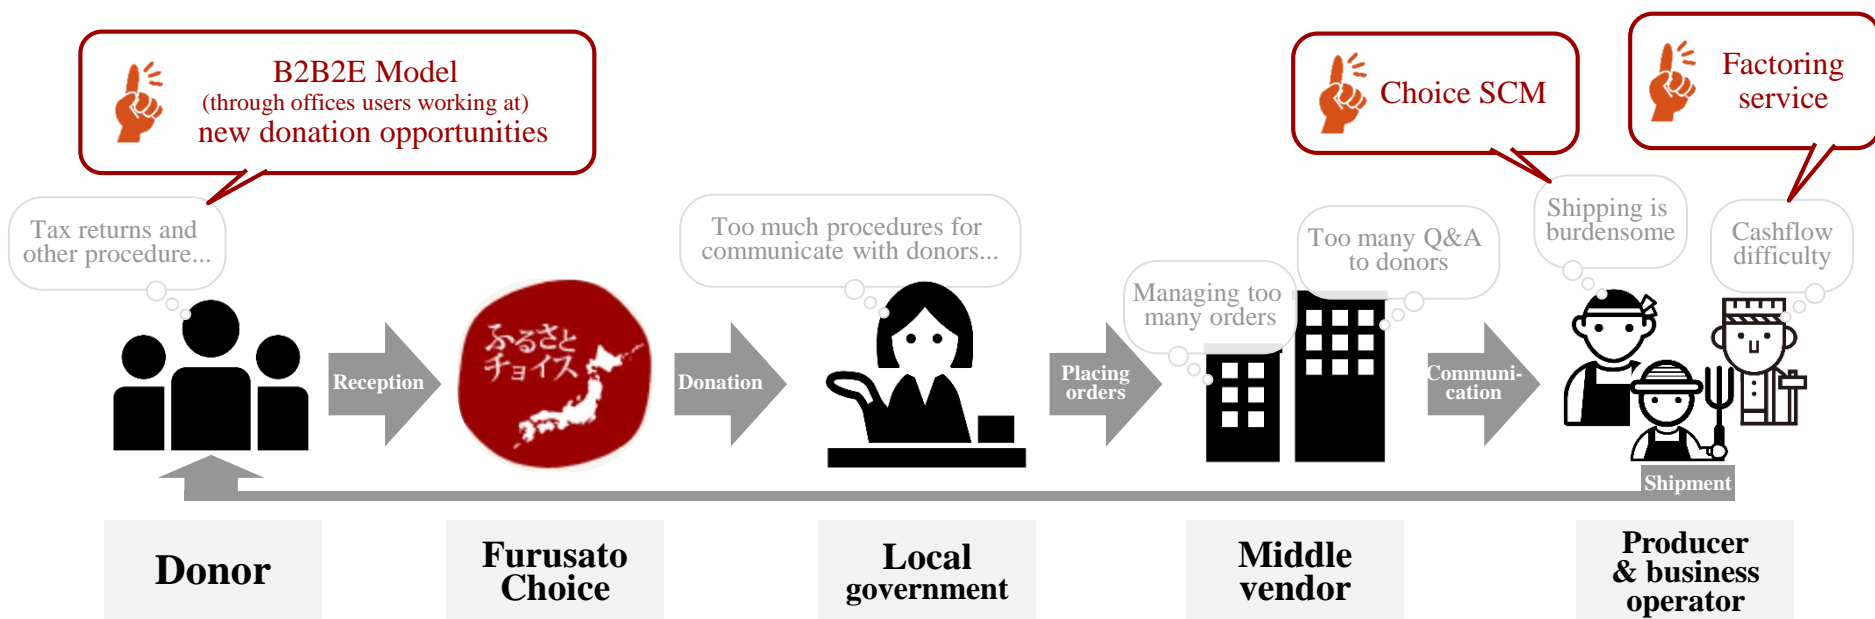 B2B2E Model
(through offices users working at)
new donation opportunities
Choice SCM
Factoring
service
Tax returns and
other procedure...
Too much procedures for
communicate with donors...
Managing too
many orders
Too many Q&A
to donors
Shipping is
burdensome
Cashflow
difficulty
Reception
ふるさと
チョイス
Donation
Placing
orders
Communi-
cation
Shipment
Donor
Furusato
Choice
Local
government
Middle
vendor
Producer
& business
operator